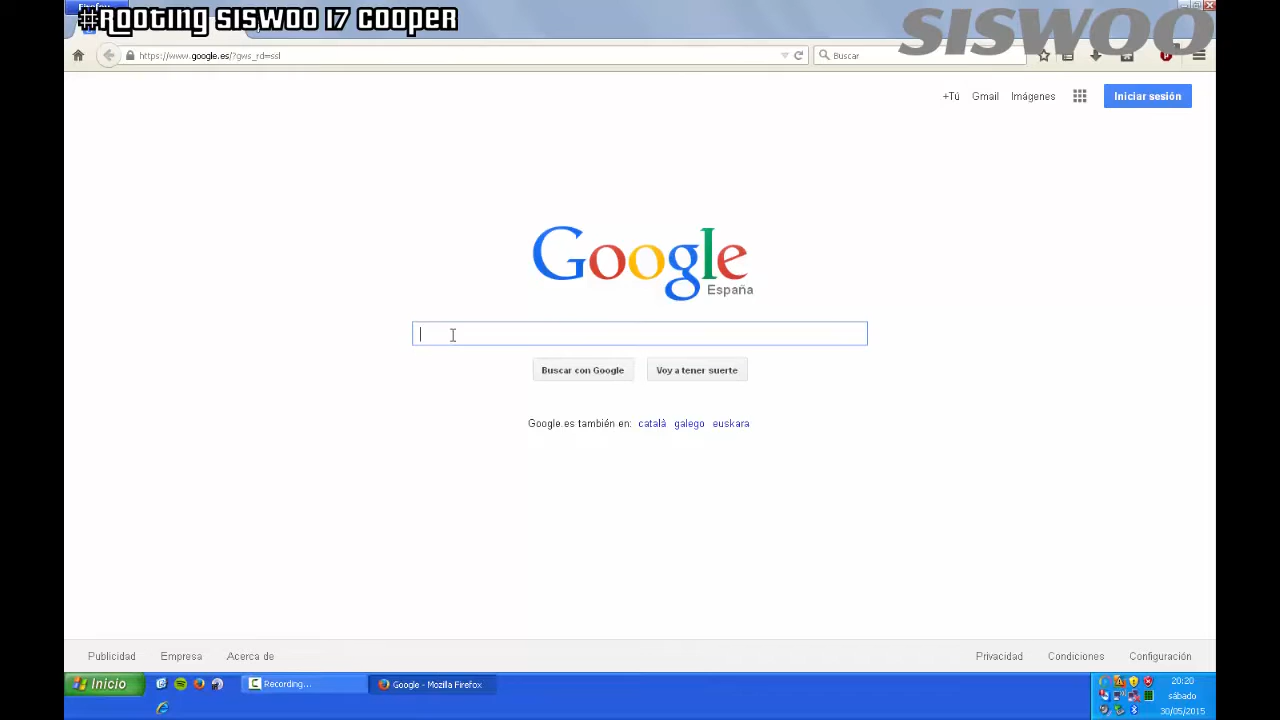 #Rooting SISWOO I7 COOPER
SISWOO
https://www.google.es/?gws_rd=ssl
Buscar
+Tú Gmail Imágenes Iniciar sesión
Google
España
Buscar con Google Voy a tener suerte
Google.es también en: català galego euskara
Publicidad Empresa Acerca de Privacidad Condiciones Configuración
Inicio Recording... Google - Mozilla Firefox
20:20
sábado
30/05/2015